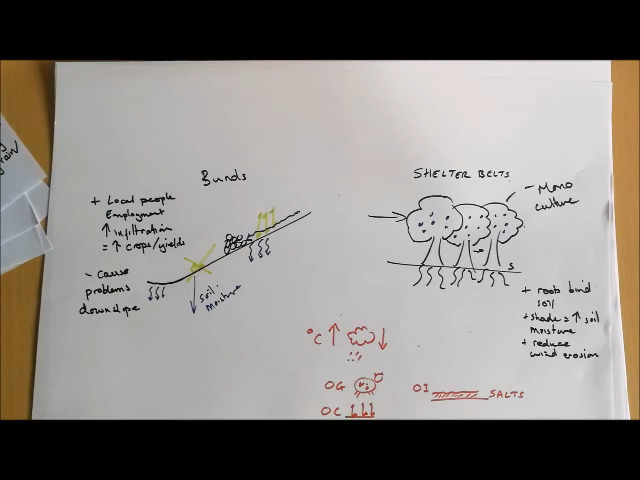 Bunds
+ Local people
Employment
↑ infiltration
= ↑ crops/yields
- cause
problems
downslope
soil
moisture
SHELTER BELTS
- Mono
culture
S
+ roots bind
soil
+ shade = ↑ soil
moisture
+ reduce
wind erosion
°C ↑ ↓
OG
OC
OI
SALTS